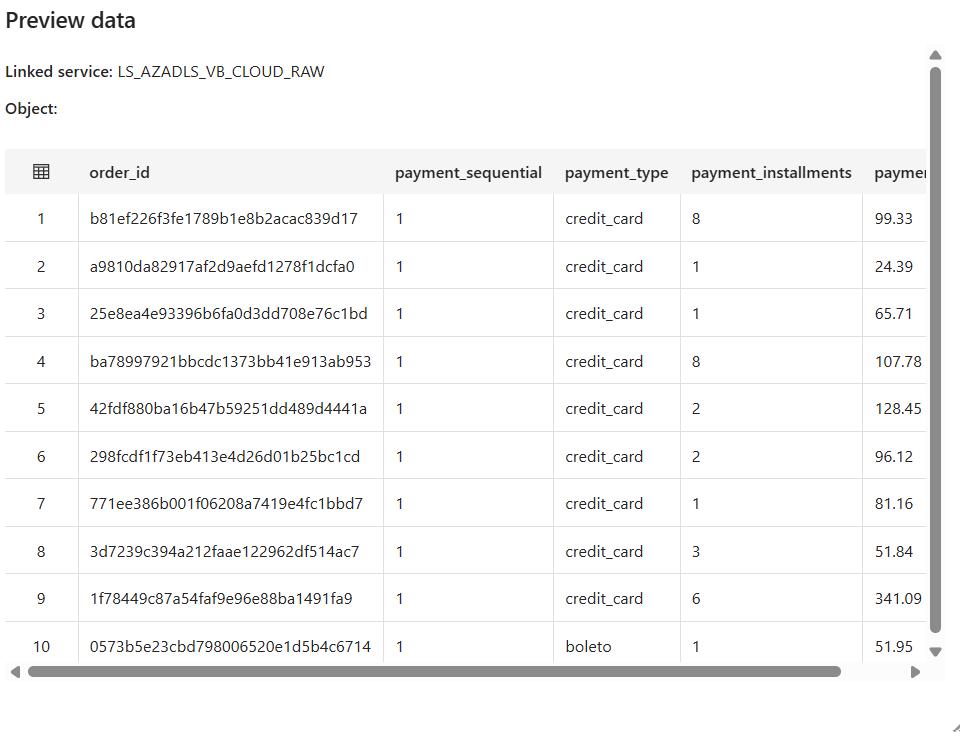 Preview data
Linked service: LS_AZADLS_VB_CLOUD_RAW
Object:
order_id payment_sequential payment_type payment_installments
1 b81ef226f3fe1789b1e8b2acac839d17 1 credit_card 8 99.33
2 a9810da82917af2d9aefd1278f1dcfa0 1 credit_card 1 24.39
3 25e8ea4e93396b6fa0d3dd708e76c1bd 1 credit_card 1 65.71
4 ba78997921bbcdc1373bb41e913ab953 1 credit_card 8 107.78
5 42fdf880ba16b47b59251dd489d4441a 1 credit_card 2 128.45
6 298fcdf1f73eb413e4d26d01b25bc1cd 1 credit_card 2 96.12
7 771ee386b001f06208a7419e4fc1bbd7 1 credit_card 1 81.16
8 3d7239c394a212faae122962df514ac7 1 credit_card 3 51.84
9 1f78449c87a54faf9e96e88ba1491fa9 1 credit_card 6 341.09
10 0573b5e23cbd798006520e1d5b4c6714 1 boleto 1 51.95